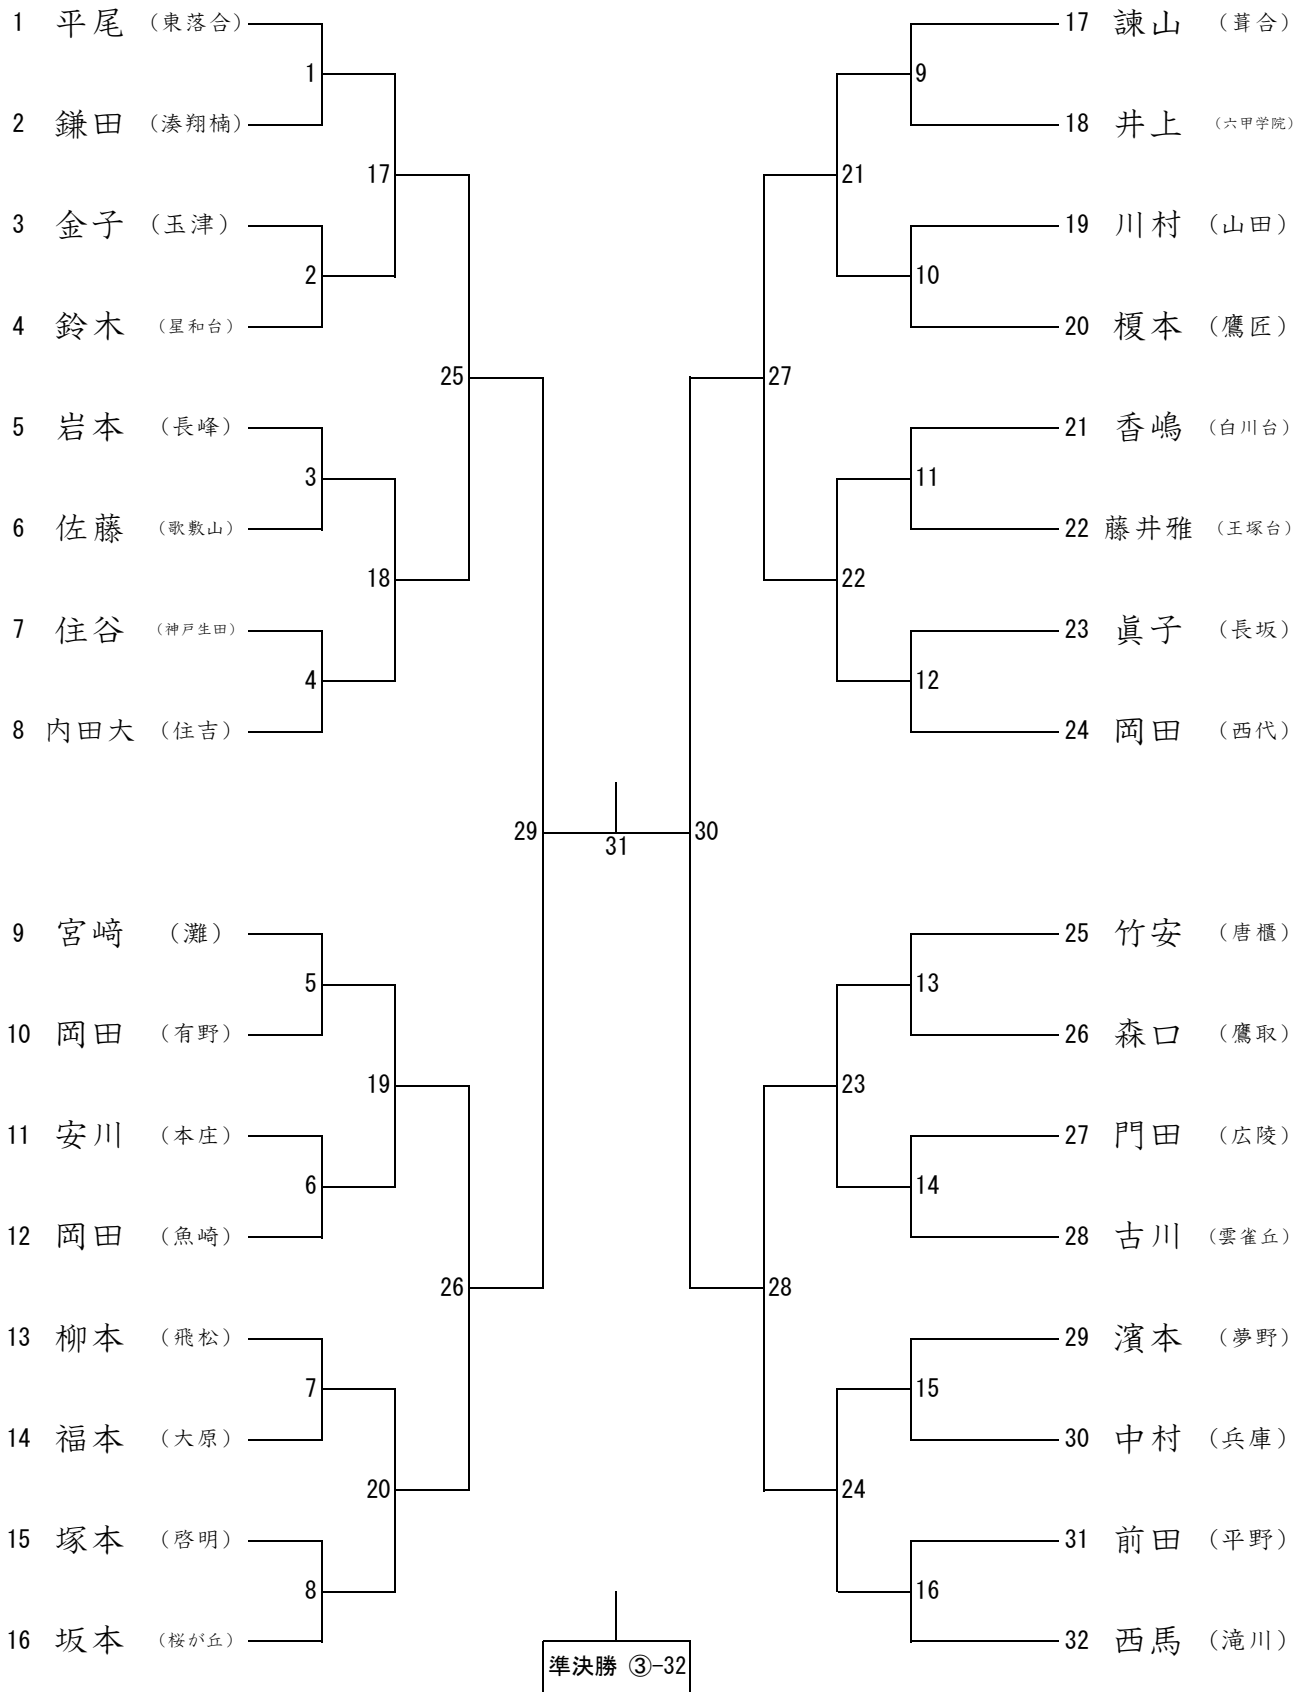 1 平尾 （東落合）
1
2 鎌田 （湊翔楠）
17
3 金子 （玉津）
2
4 鈴木 （星和台）
25
5 岩本 （長峰）
3
6 佐藤 （歌敷山）
18
7 住谷 （神戸生田）
4
8 内田大 （住吉）
29
31
9 宮﨑 （灘）
5
10 岡田 （有野）
19
11 安川 （本庄）
6
12 岡田 （魚崎）
26
13 柳本 （飛松）
7
14 福本 （大原）
20
15 塚本 （啓明）
8
16 坂本 （桜が丘）
準決勝 ③-32
17 諫山 （葺合）
9
18 井上 （六甲学院）
21
19 川村 （山田）
10
20 榎本 （鷹匠）
27
21 香嶋 （白川台）
11
22 藤井雅 （王塚台）
22
23 眞子 （長坂）
12
24 岡田 （西代）
30
25 竹安 （唐櫃）
13
26 森口 （鷹取）
23
27 門田 （広陵）
14
28 古川 （雲雀丘）
28
29 濱本 （夢野）
15
30 中村 （兵庫）
24
31 前田 （平野）
16
32 西馬 （滝川）